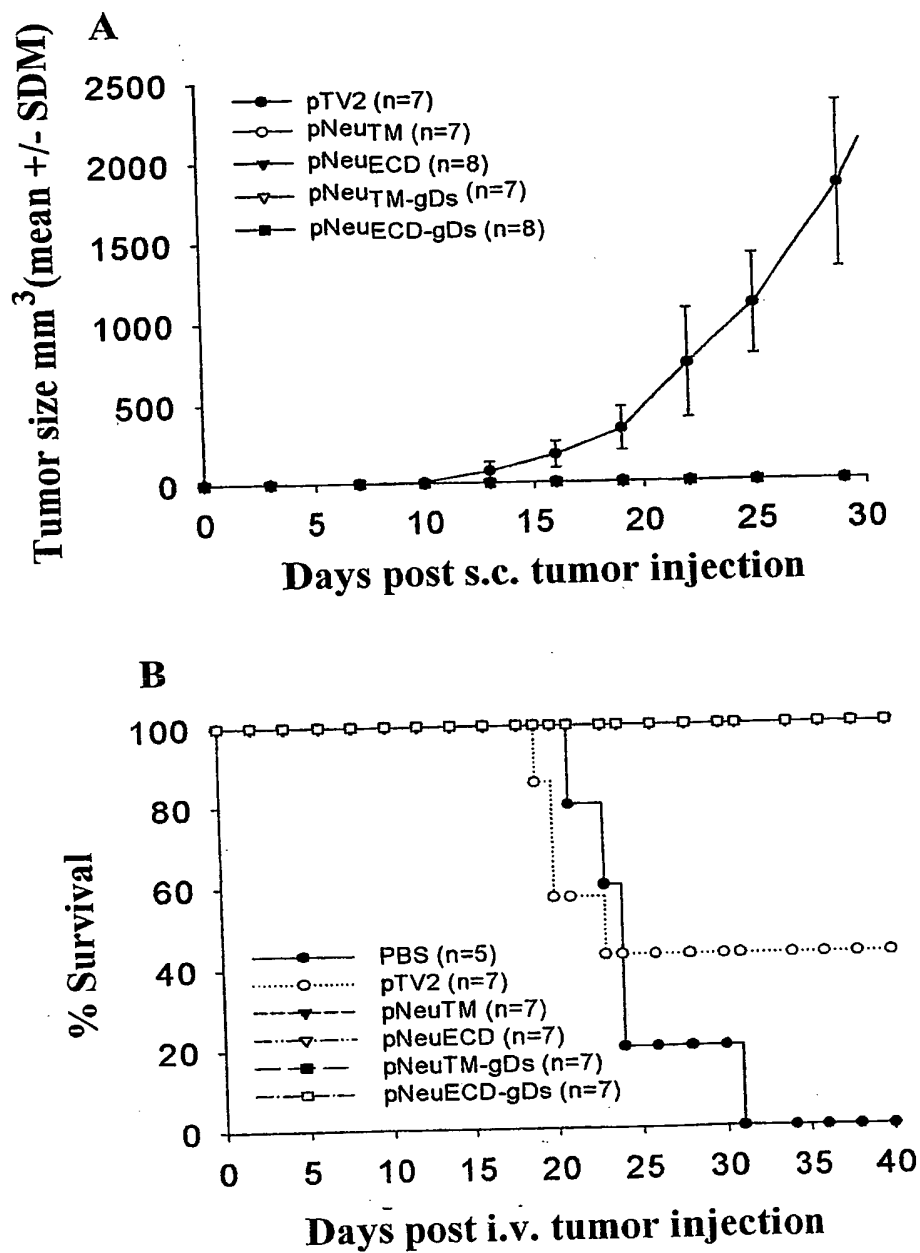 A
Tumor size mm3 (mean +/- SDM)
2500
2000
1500
1000
500
0
pTV2 (n=7)
pNeuTM (n=7)
pNeuECD (n=8)
pNeuTM-gDs (n=7)
pNeuECD-gDs (n=8)
0 5 10 15 20 25 30
Days post s.c. tumor injection
B
% Survival
100
80
60
40
20
0
PBS (n=5)
pTV2 (n=7)
pNeuTM (n=7)
pNeuECD (n=7)
pNeuTM-gDs (n=7)
pNeuECD-gDs (n=7)
0 5 10 15 20 25 30 35 40
Days post i.v. tumor injection